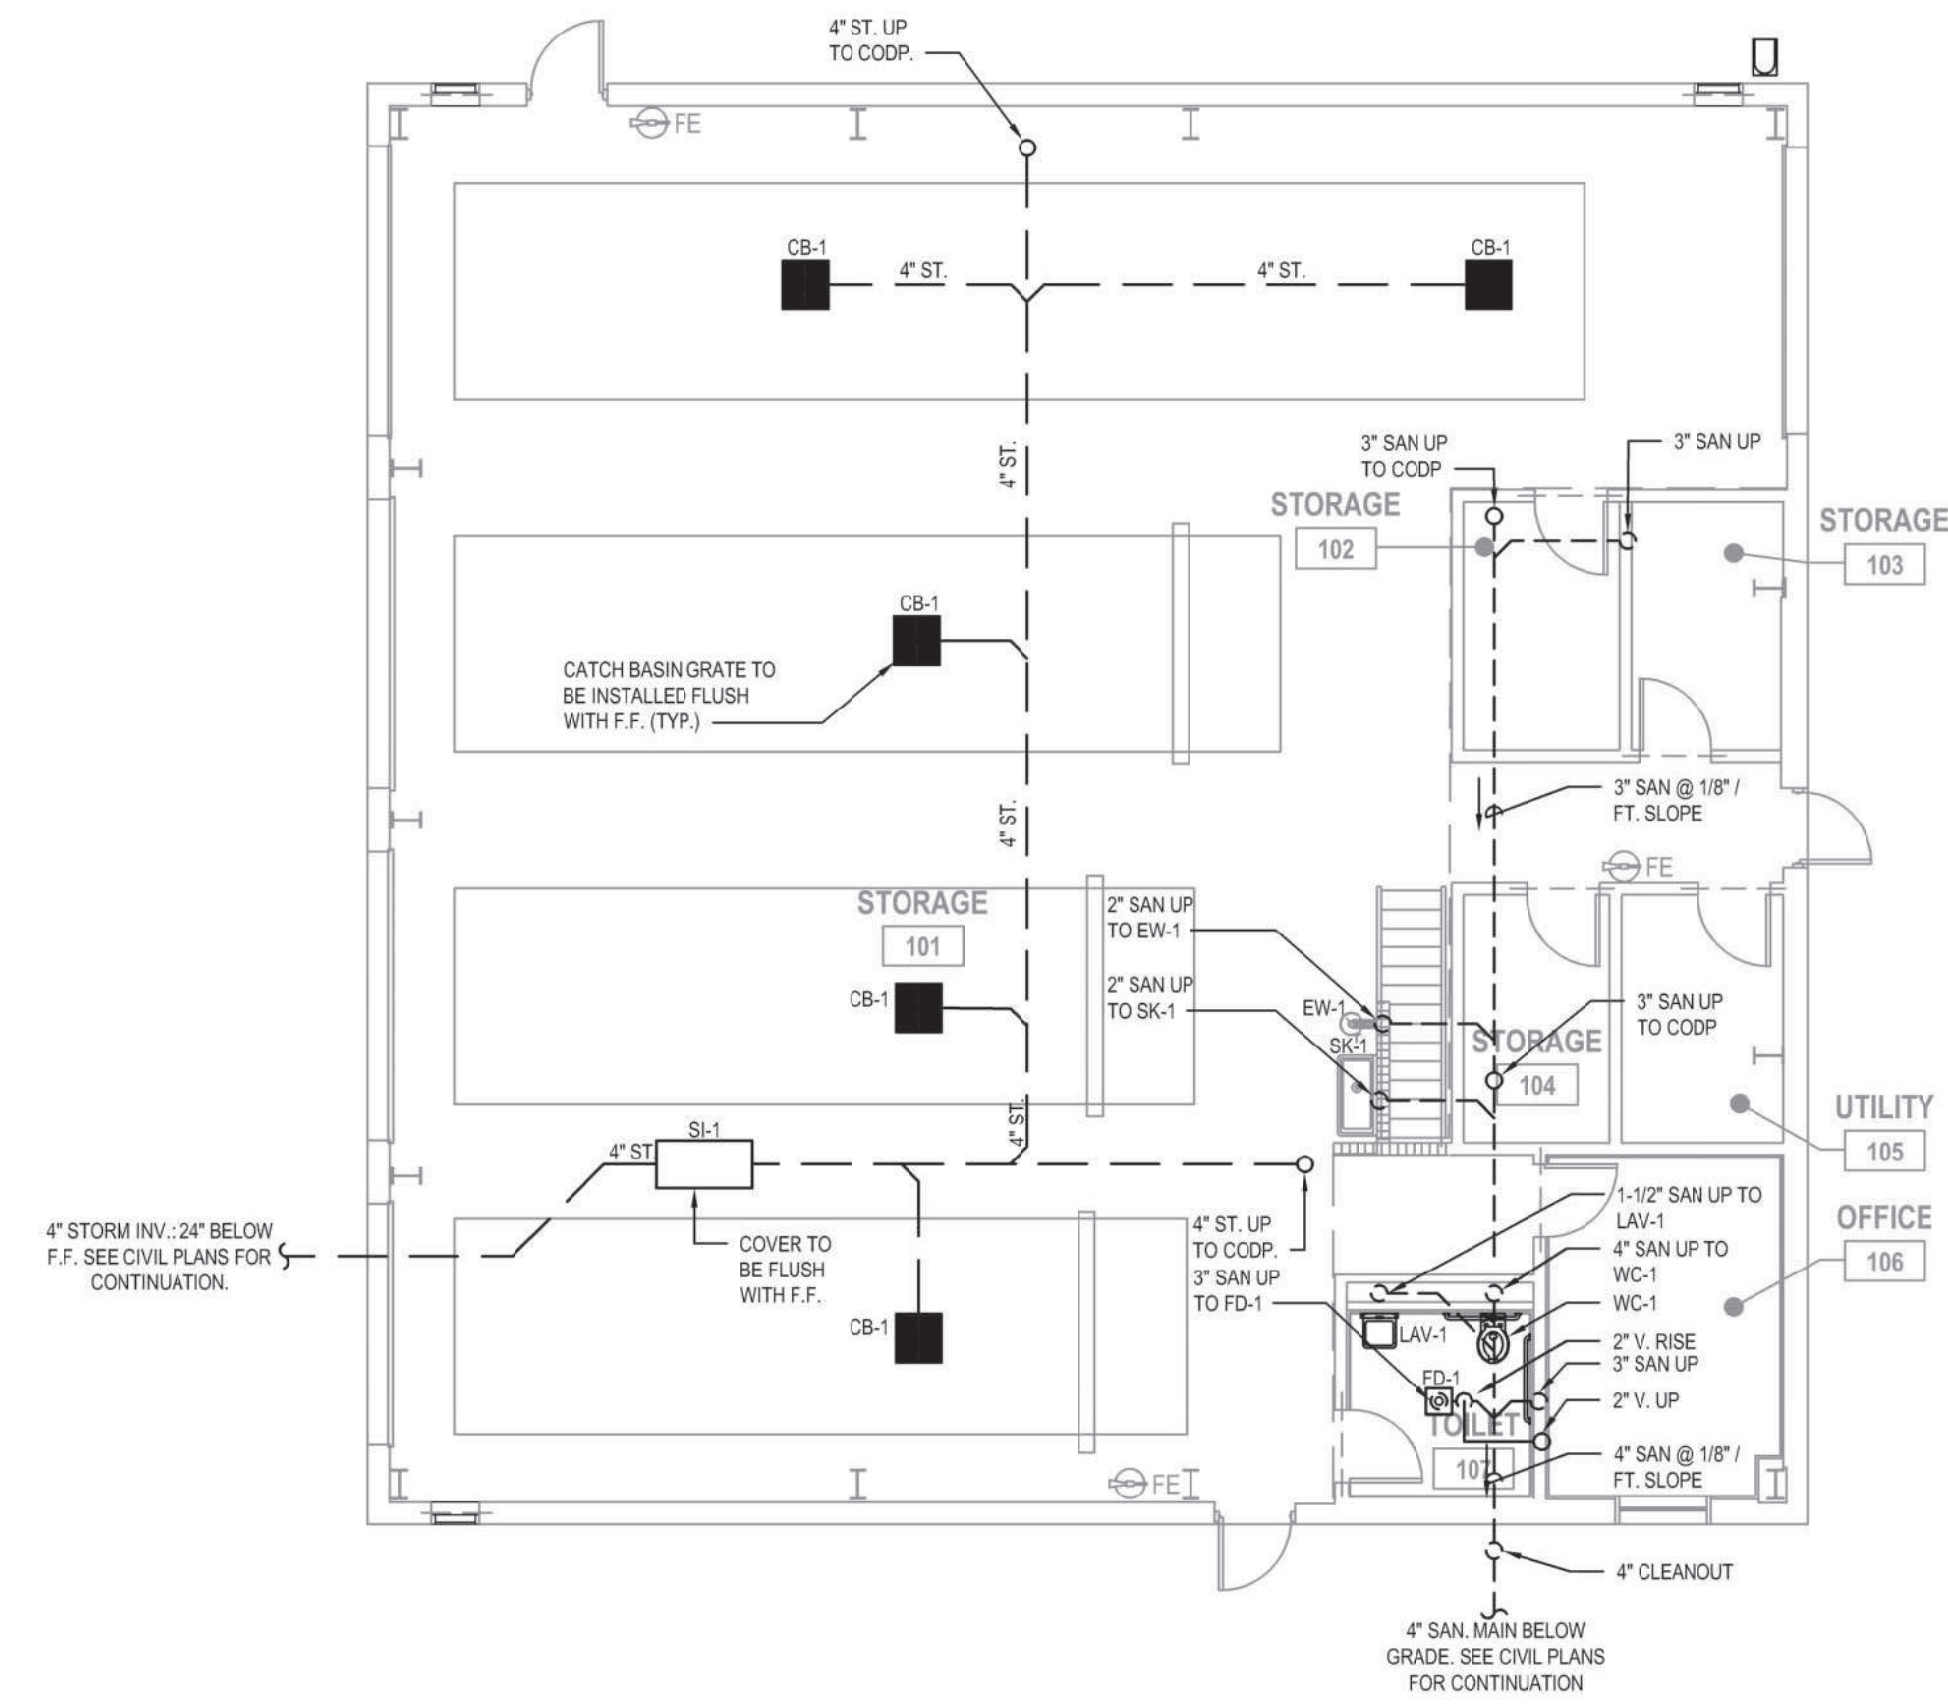 4" ST. UP
TO CODP.
FE
CB-1
CB-1
4" ST.
4" ST.
4" ST.
3" SAN UP
TO CODP
3" SAN UP
STORAGE
102
STORAGE
103
CB-1
CATCH BASIN GRATE TO
BE INSTALLED FLUSH
WITH F.F. (TYP.)
4" ST.
3" SAN @ 1/8" /
FT. SLOPE
FE
STORAGE
101
2" SAN UP
TO EW-1
2" SAN UP
TO SK-1
CB-1
EW-1
SK-1
3" SAN UP
TO CODP
STORAGE
104
UTILITY
105
4" ST.
SI-1
4" ST.
4" STORM INV.: 24" BELOW
F.F. SEE CIVIL PLANS FOR
CONTINUATION.
COVER TO
BE FLUSH
WITH F.F.
4" ST. UP
TO CODP.
3" SAN UP
TO FD-1
1-1/2" SAN UP TO
LAV-1
4" SAN UP TO
WC-1
WC-1
OFFICE
106
CB-1
LAV-1
2" V. RISE
3" SAN UP
FD-1
2" V. UP
TOILET
107
4" SAN @ 1/8" /
FT. SLOPE
FE
4" CLEANOUT
4" SAN. MAIN BELOW
GRADE. SEE CIVIL PLANS
FOR CONTINUATION